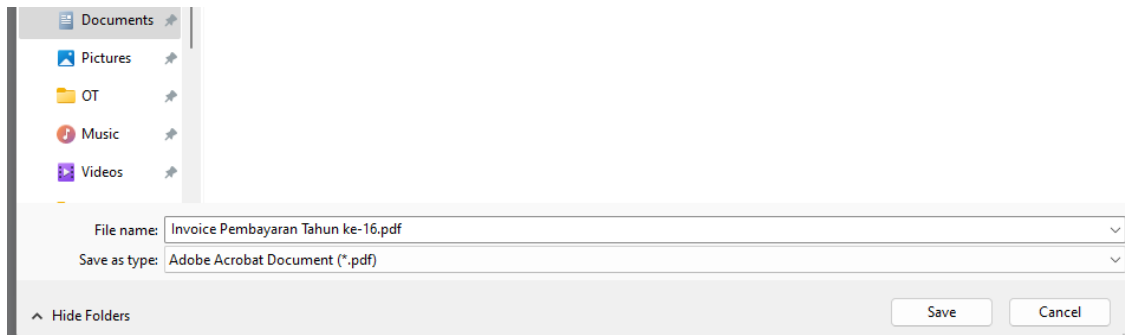 Documents
Pictures
OT
Music
Videos
File name: Invoice Pembayaran Tahun ke-16.pdf
Save as type: Adobe Acrobat Document (*.pdf)
Hide Folders
Save
Cancel